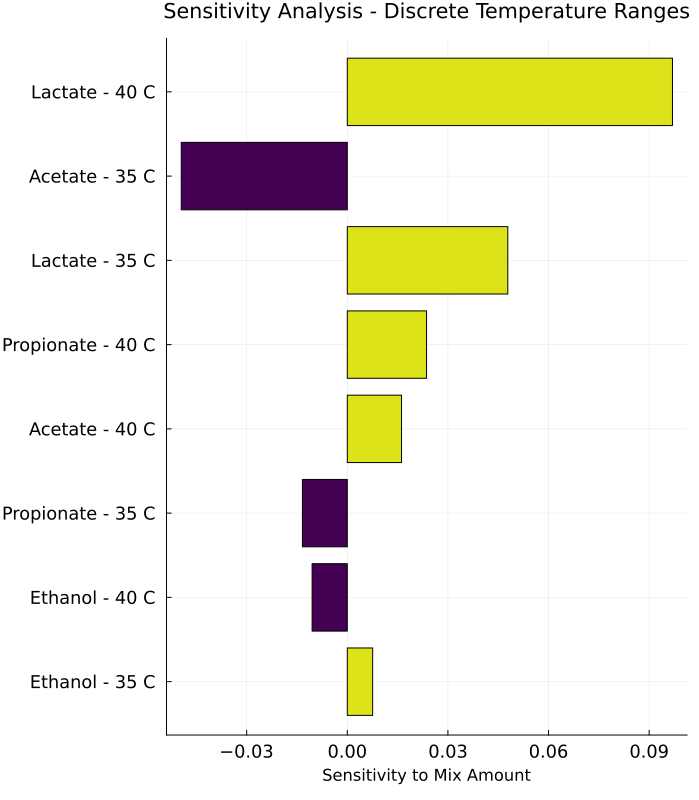 Sensitivity Analysis - Discrete Temperature Ranges
Lactate - 40 C
Acetate - 35 C
Lactate - 35 C
Propionate - 40 C
Acetate - 40 C
Propionate - 35 C
Ethanol - 40 C
Ethanol - 35 C
−0.03 0.00 0.03 0.06 0.09
Sensitivity to Mix Amount